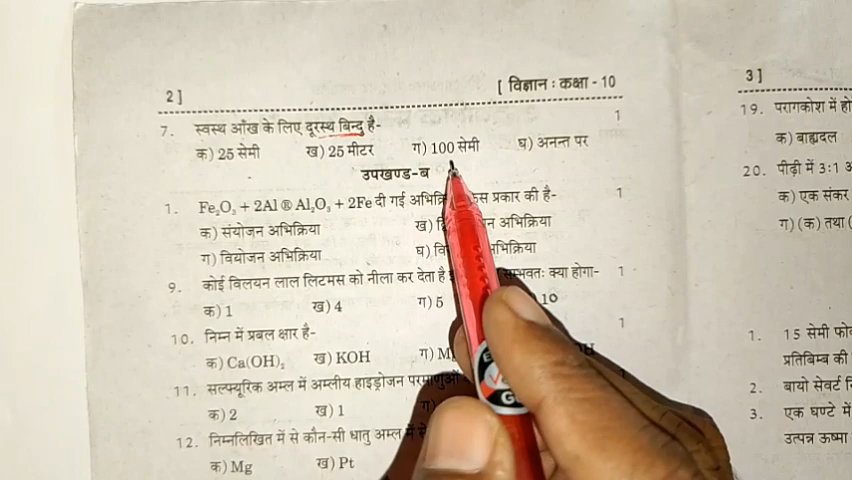 2]
[ विज्ञान : कक्षा - 10
7. स्वस्थ आँख के लिए दूरस्थ बिन्दु है- 1
क) 25 सेमी ख) 25 मीटर ग) 100 सेमी घ) अनन्त पर
उपखण्ड-ब
1. Fe₂O₃ + 2Al ® Al₂O₃ + 2Fe दी गई प्रकार की है- 1
क) संयोजन अभिक्रिया ख) अभिक्रिया
ग) वियोजन अभिक्रिया घ) अभिक्रिया
9. कोई विलयन लाल लिटमस को नीला कर देता है सम्भवतः क्या होगा- 1
क) 1 ख) 4 ग) 5 10
10. निम्न में प्रबल क्षार है- 1
क) Ca(OH)₂ ख) KOH ग)
11. सल्फ्यूरिक अम्ल में अम्लीय हाइड्रोजन परमाणुओं 1
क) 2 ख) 1
12. निम्नलिखित में से कौन-सी धातु अम्ल में से
क) Mg ख) Pt
3]
19. परागकोश में
क) बाह्यदल
20. पीढ़ी में 3:1
क) एक संकर
ग) (क) तथा
1. 15 सेमी
प्रतिबिम्ब की
2. बायो सेवर्ट
3. एक घण्टे में
उत्पन्न ऊष्मा